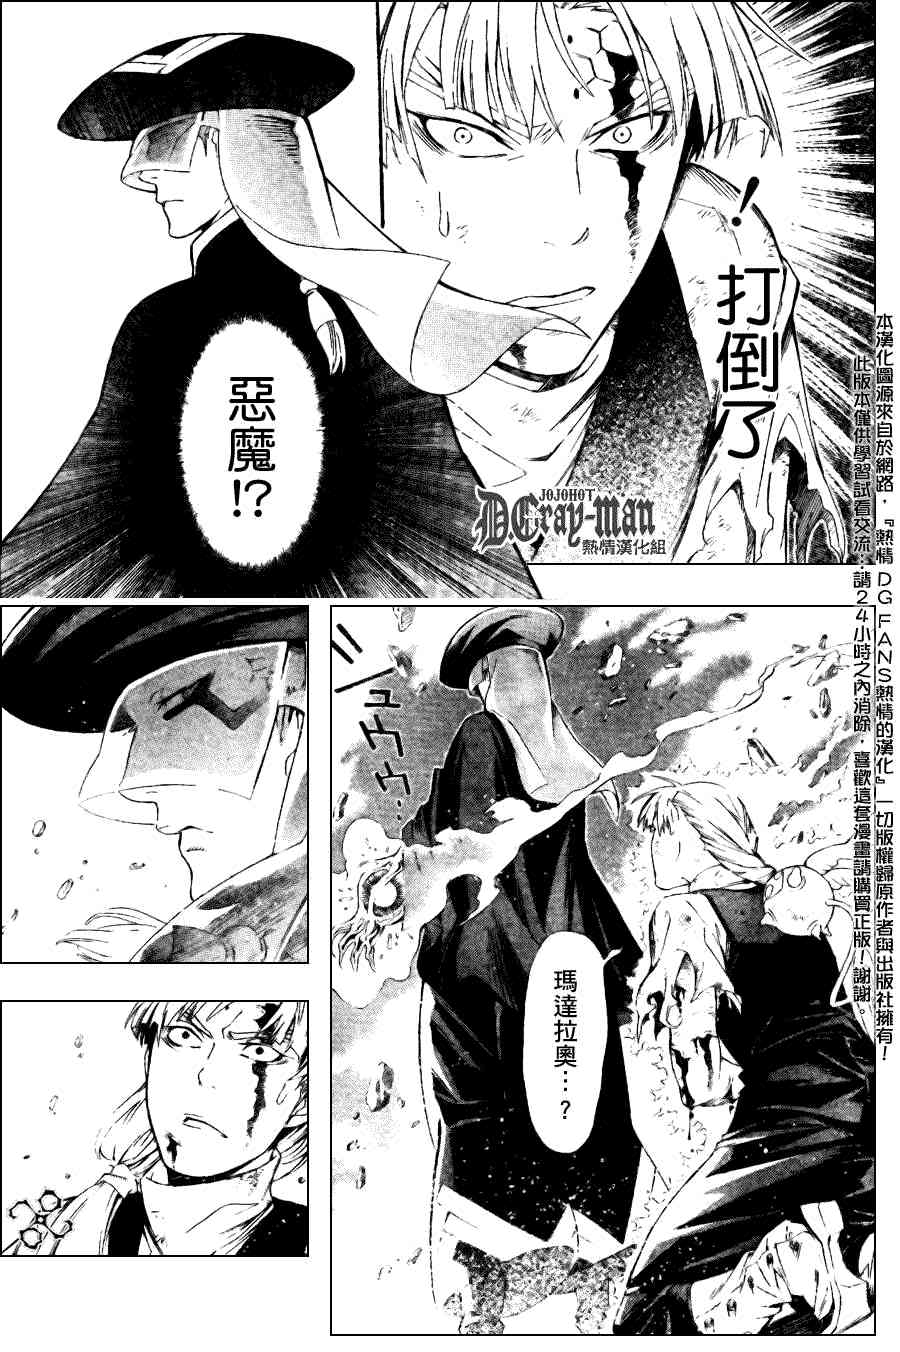 ！打倒了
惡魔!?
JOJOHOT
D.Gray-man
熱情漢化組
ュウゥ…
瑪達拉奧…？
本漢化圖源來自於網路，『熱情DG FANS熱情的漢化』一切版權歸原作者與出版社擁有！
此版本僅供學習試看交流…請24小時之內消除，喜歡這套漫畫請購買正版！謝謝。